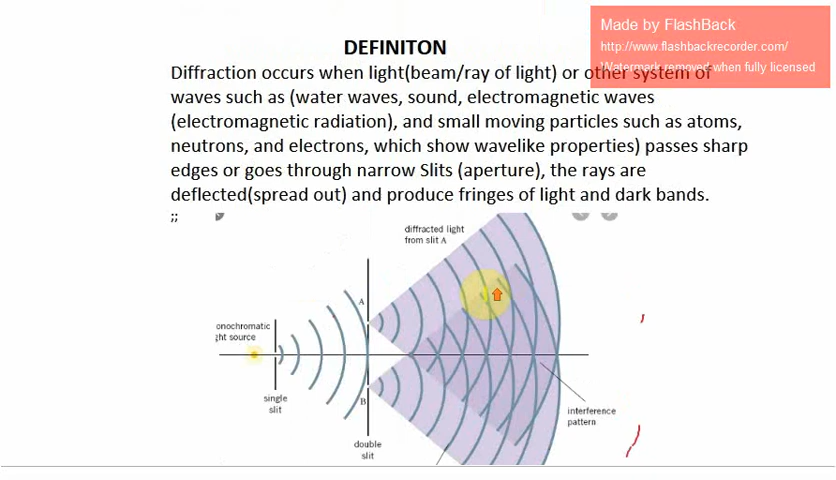 Made by FlashBack
http://www.flashbackrecorder.com/
Watermark removed when fully licensed
DEFINITON
Diffraction occurs when light(beam/ray of light) or other system of
waves such as (water waves, sound, electromagnetic waves
(electromagnetic radiation), and small moving particles such as atoms,
neutrons, and electrons, which show wavelike properties) passes sharp
edges or goes through narrow Slits (aperture), the rays are
deflected(spread out) and produce fringes of light and dark bands.
;;
diffracted light
from slit A
A
onochromatic
ght source
single
slit
B
double
slit
interference
pattern